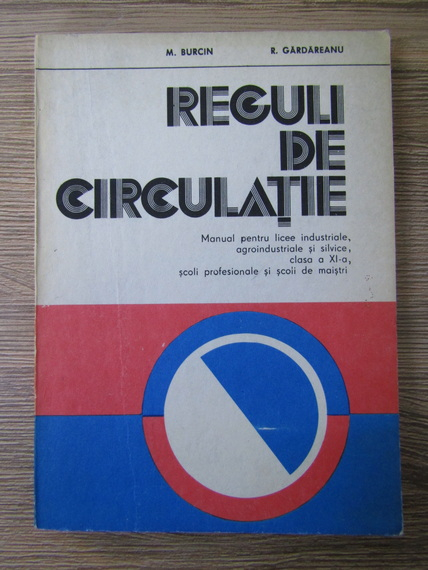 M. BURCIN R. GÂRDĂREANU
REGULI
DE
CIRCULAȚIE
Manual pentru licee industriale,
agroindustriale și silvice,
clasa a XI-a,
școli profesionale și școli de maiștri